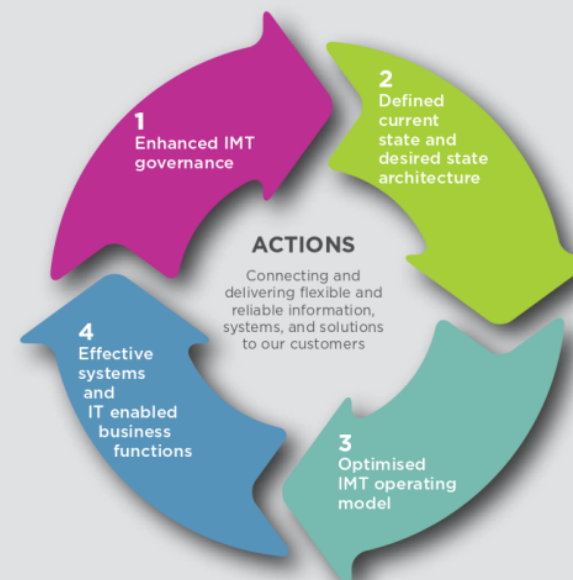 1
Enhanced IMT
governance
2
Defined
current
state and
desired state
architecture
ACTIONS
Connecting and
delivering flexible and
reliable information,
systems, and solutions
to our customers
3
Optimised
IMT operating
model
4
Effective
systems
and
IT enabled
business
functions